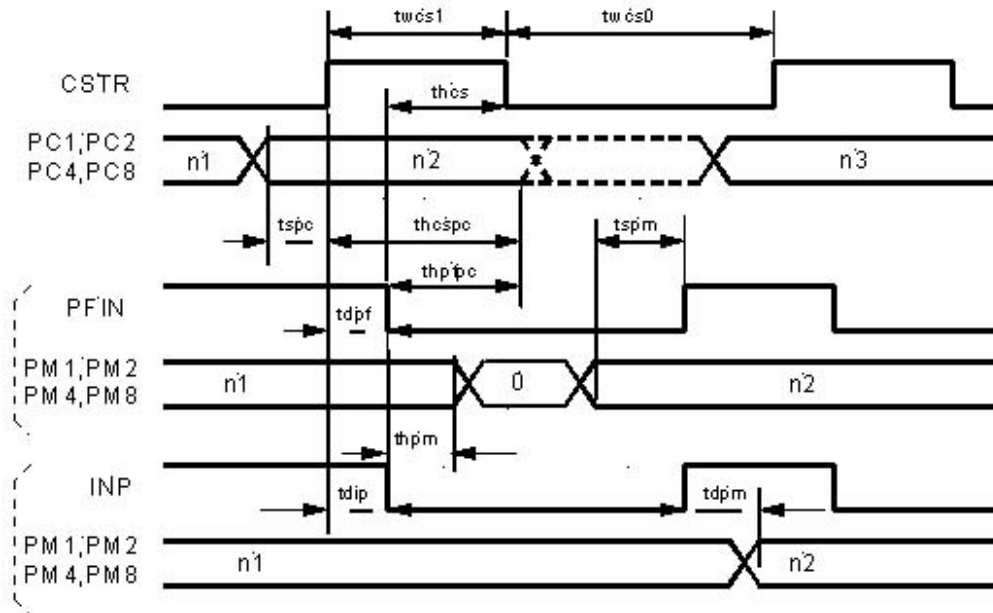 twcs1 twcs0
CSTR
thcs
PC1,PC2
PC4,PC8
n1 n2 n3
tspc thcspc tspm
thpfpc
PFIN
tdpf
PM1,PM2
PM4,PM8
n1 0 n2
thpm
INP
tdip tdpm
PM1,PM2
PM4,PM8
n1 n2